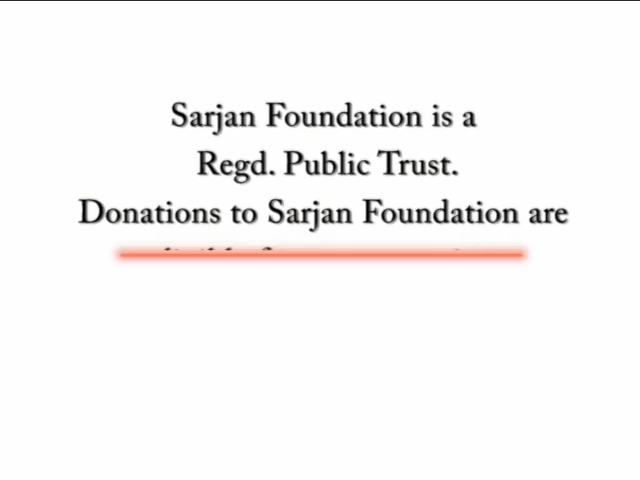 Sarjan Foundation is a
Regd. Public Trust.
Donations to Sarjan Foundation are